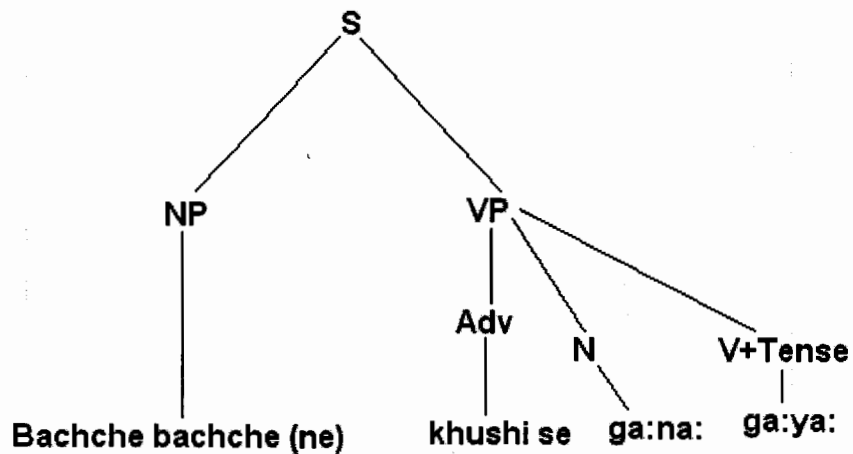 S
NP VP
Adv
N V+Tense
Bachche bachche (ne) khushi se ga:na: ga:ya: